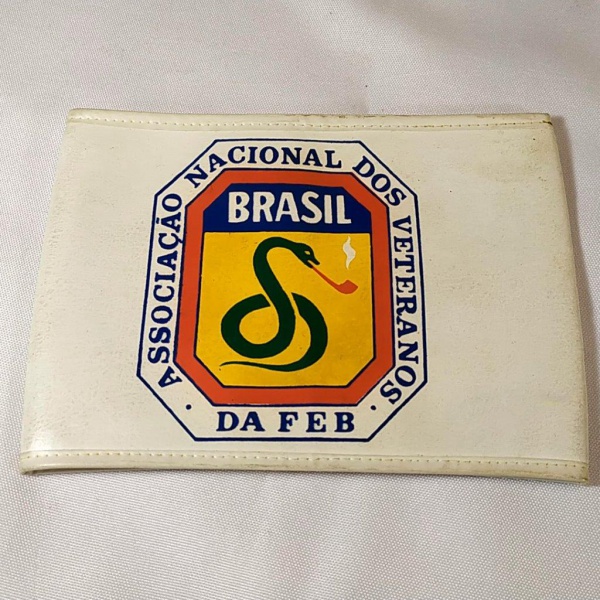 ASSOCIAÇÃO NACIONAL DOS VETERANOS
· DA FEB ·
BRASIL